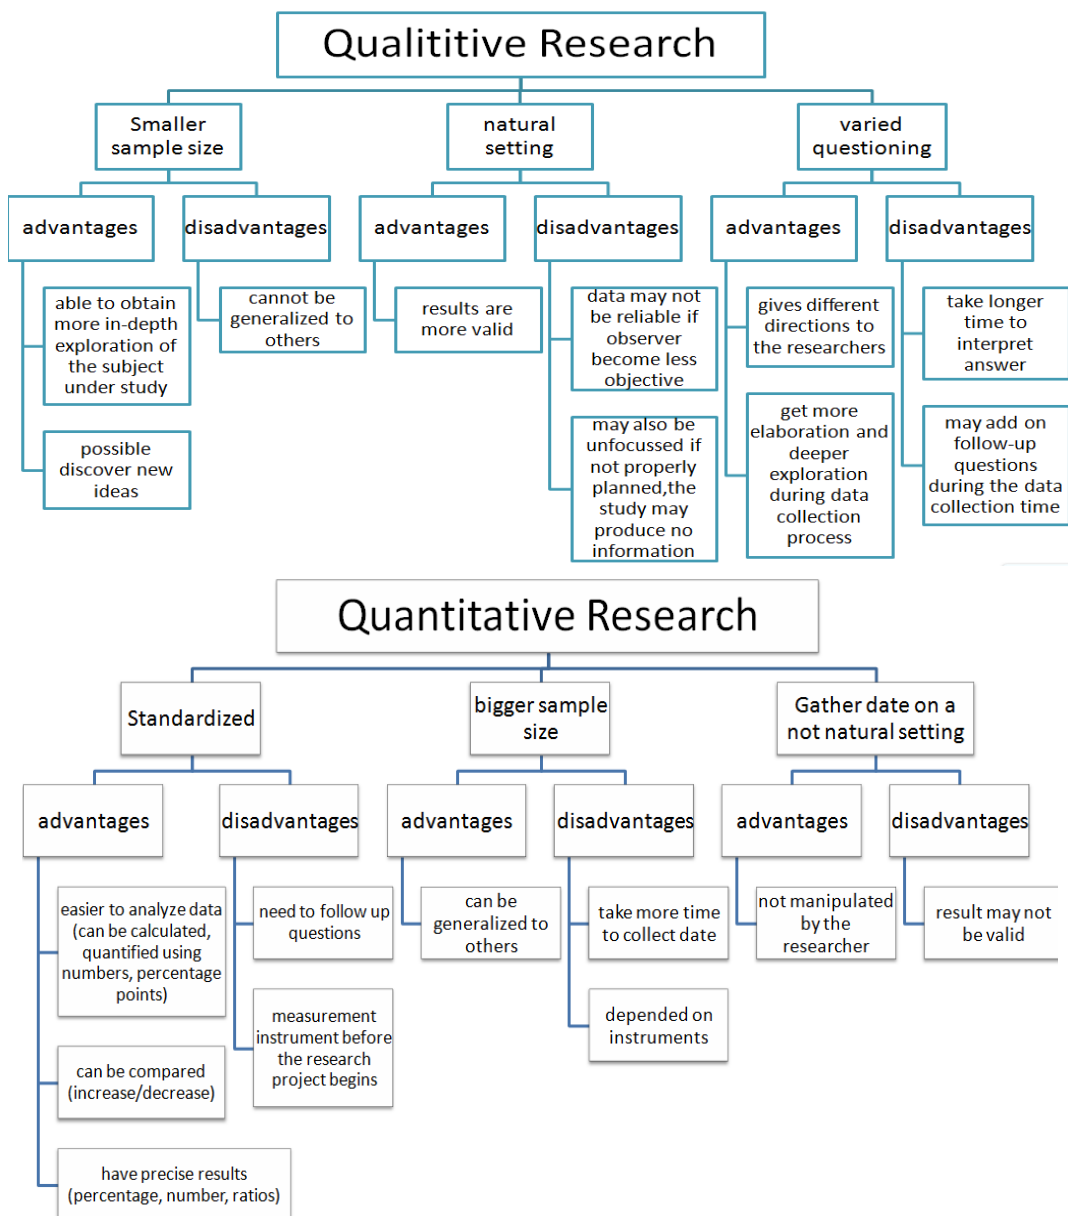 Qualititive Research
Smaller
sample size
natural
setting
varied
questioning
advantages
disadvantages
advantages
disadvantages
advantages
disadvantages
able to obtain
more in-depth
exploration of
the subject
under study
possible
discover new
ideas
cannot be
generalized to
others
results are
more valid
data may not
be reliable if
observer
become less
objective
may also be
unfocussed if
not properly
planned,the
study may
produce no
information
gives different
directions to
the researchers
get more
elaboration and
deeper
exploration
during data
collection
process
take longer
time to
interpret
answer
may add on
follow-up
questions
during the data
collection time
Quantitative Research
Standardized
bigger sample
size
Gather date on a
not natural setting
advantages
disadvantages
advantages
disadvantages
advantages
disadvantages
easier to analyze data
(can be calculated,
quantified using
numbers, percentage
points)
can be compared
(increase/decrease)
have precise results
(percentage, number, ratios)
need to follow up
questions
measurement
instrument before
the research
project begins
can be
generalized to
others
take more time
to collect date
depended on
instruments
not manipulated
by the
researcher
result may not
be valid